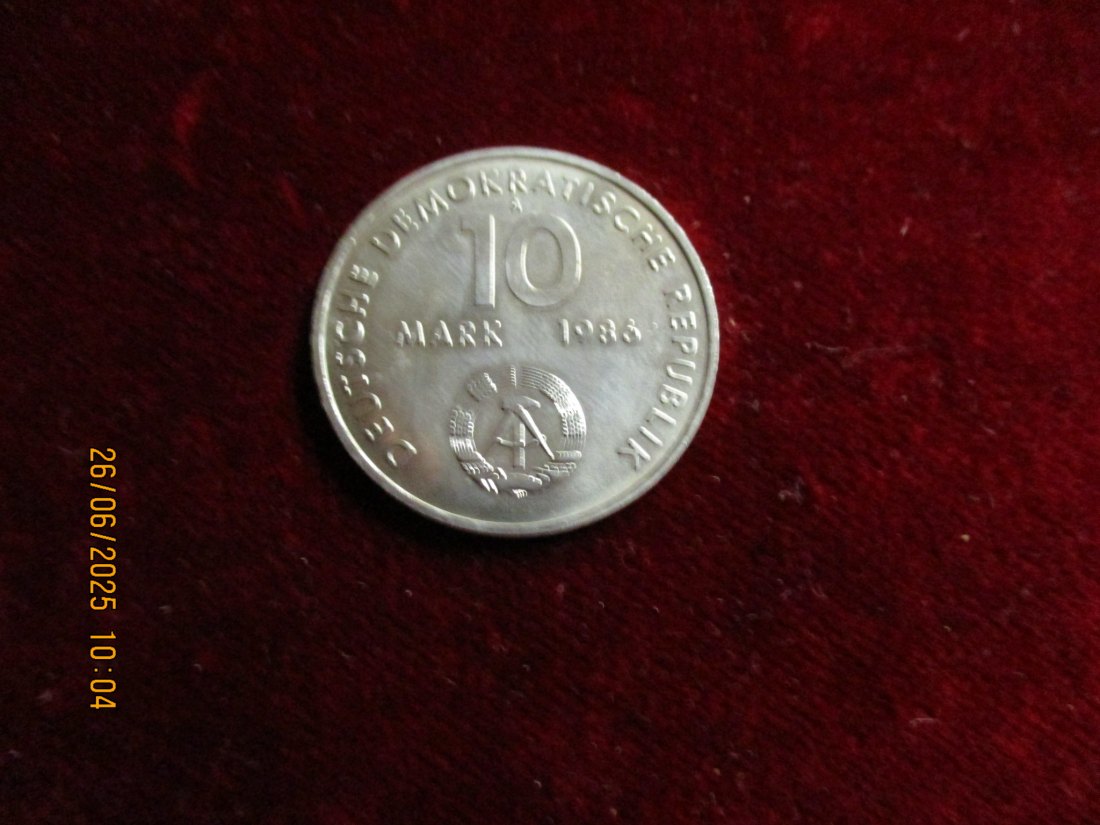 DEUTSCHE DEMOKRATISCHE REPUBLIK
A
10
MARK 1986
26/06/2025 10:04